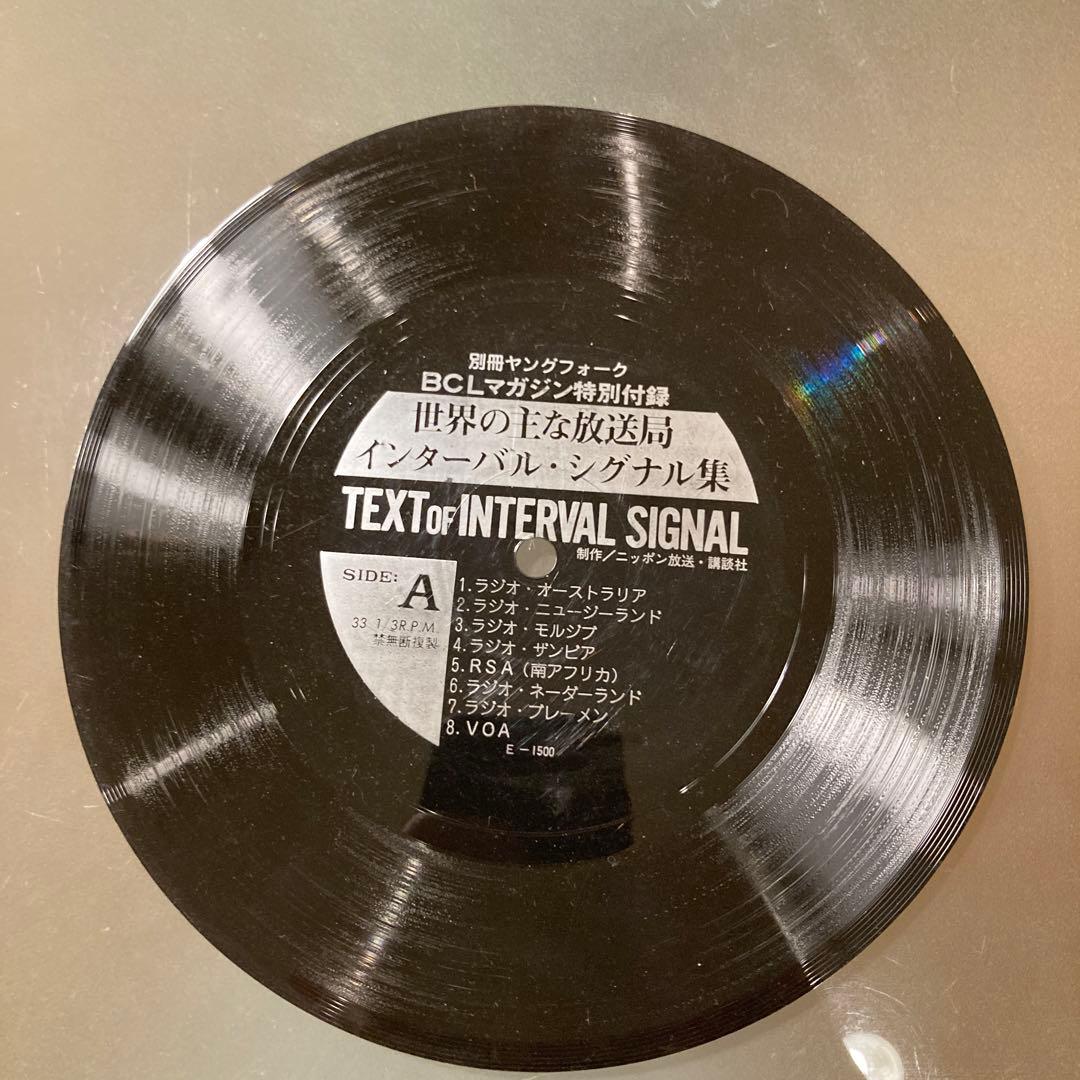 別冊ヤングフォーク
BCLマガジン特別付録
世界の主な放送局
インターバル・シグナル集
TEXT OF INTERVAL SIGNAL
制作/ニッポン放送・講談社
SIDE: A
33 1/3R.P.M.
禁無断複製
1.ラジオ・オーストラリア
2.ラジオ・ニュージーランド
3.ラジオ・モルジブ
4.ラジオ・ザンビア
5.RSA(南アフリカ)
6.ラジオ・ネーダーランド
7.ラジオ・ブレーメン
8.VOA
E-1500